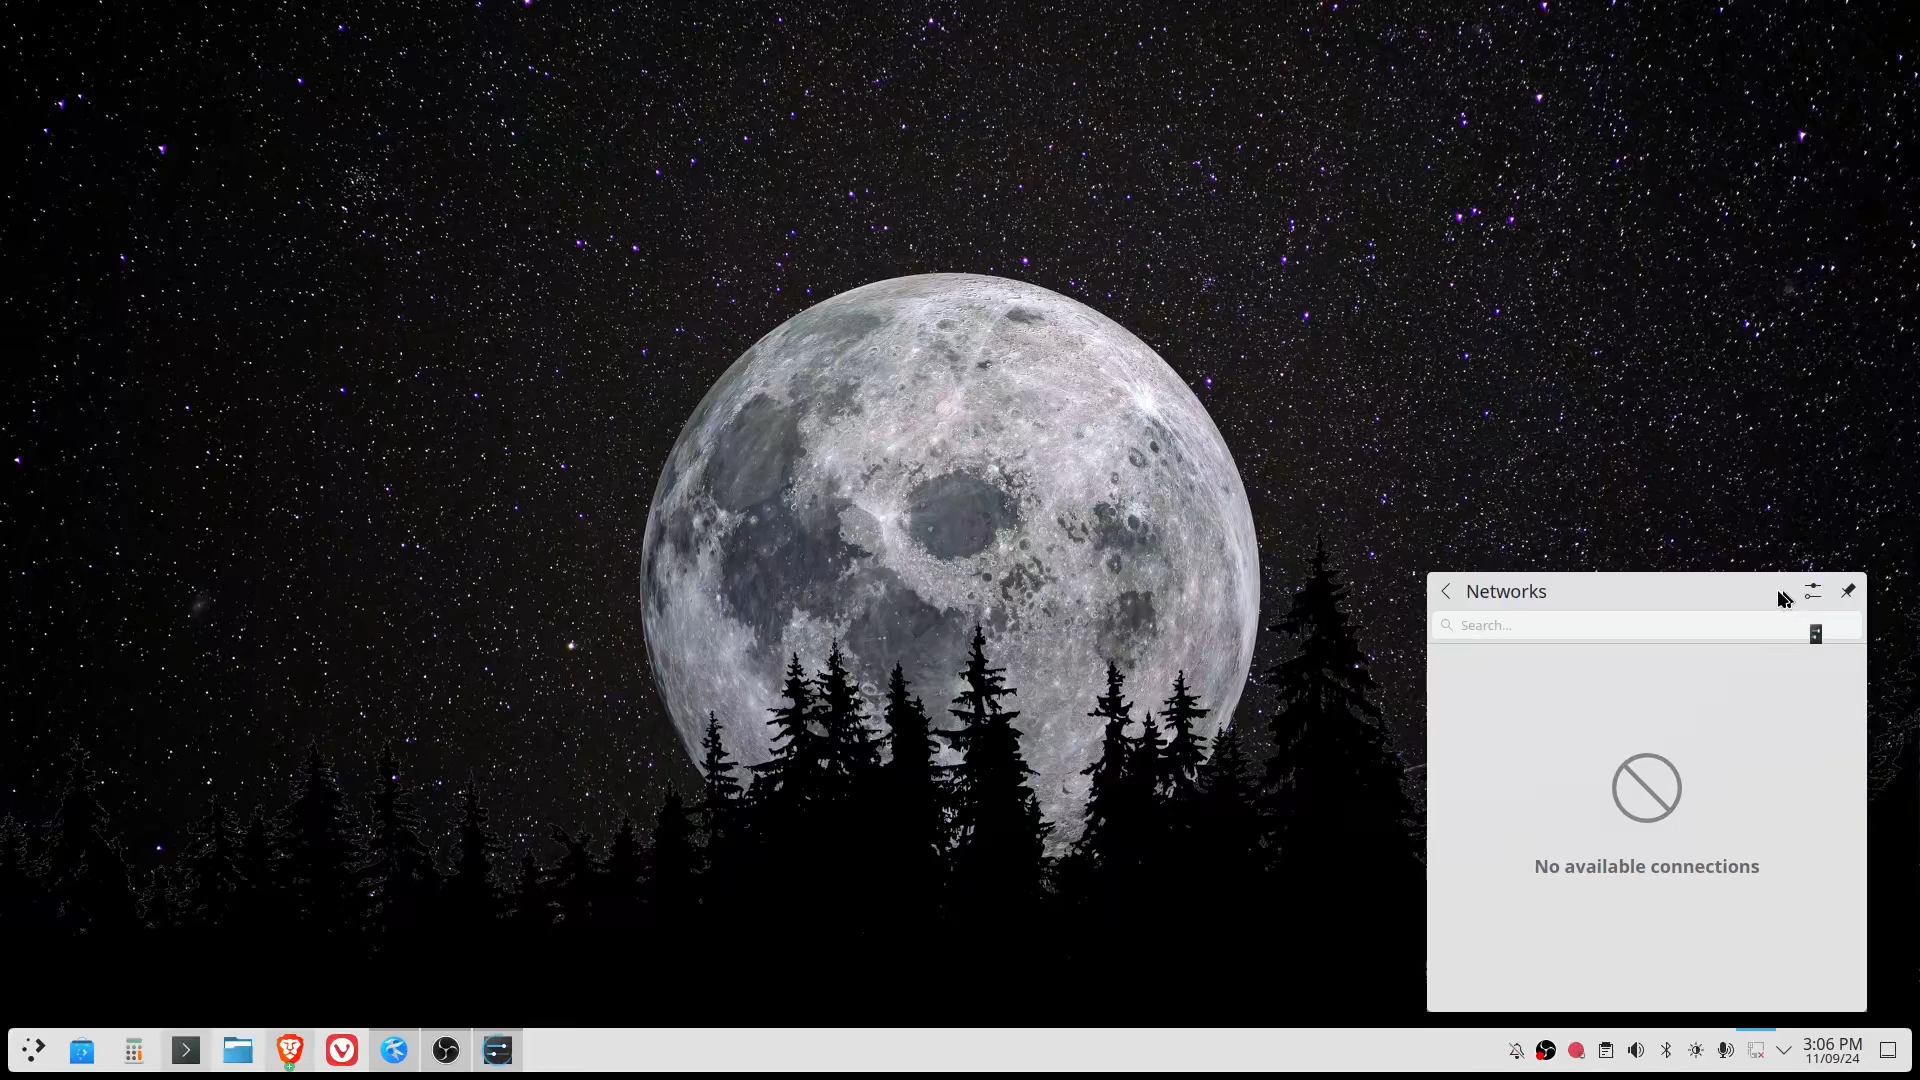 Networks
Search...
No available connections
3:06 PM
11/09/24